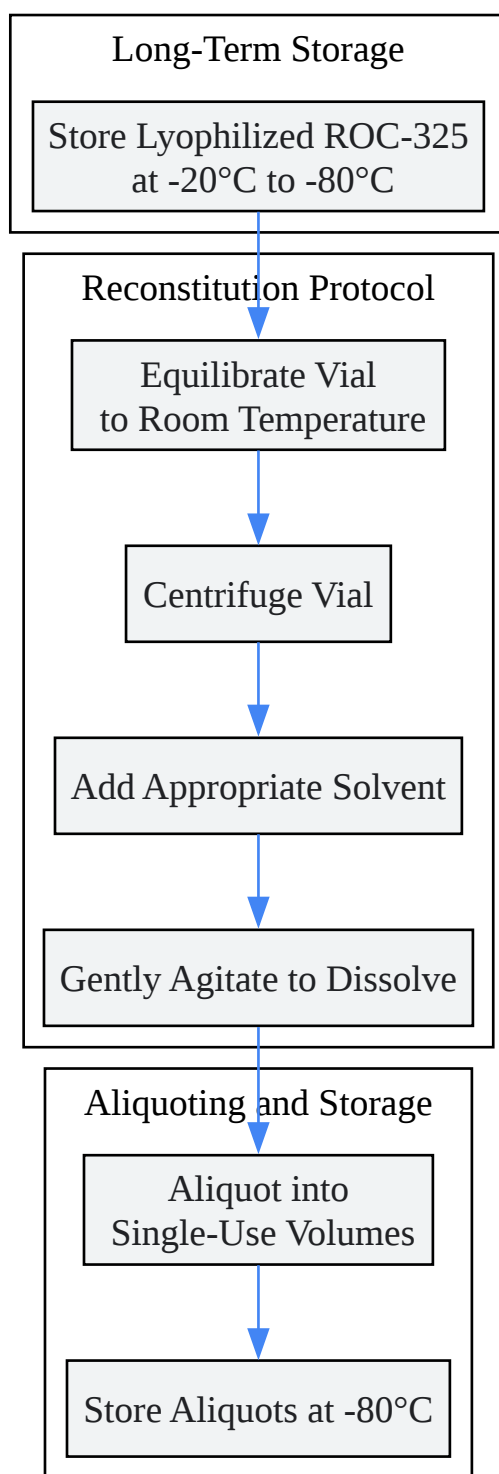 Long-Term Storage
Store Lyophilized ROC-325
at -20°C to -80°C
Reconstitution Protocol
Equilibrate Vial
to Room Temperature
Centrifuge Vial
Add Appropriate Solvent
Gently Agitate to Dissolve
Aliquoting and Storage
Aliquot into
Single-Use Volumes
Store Aliquots at -80°C